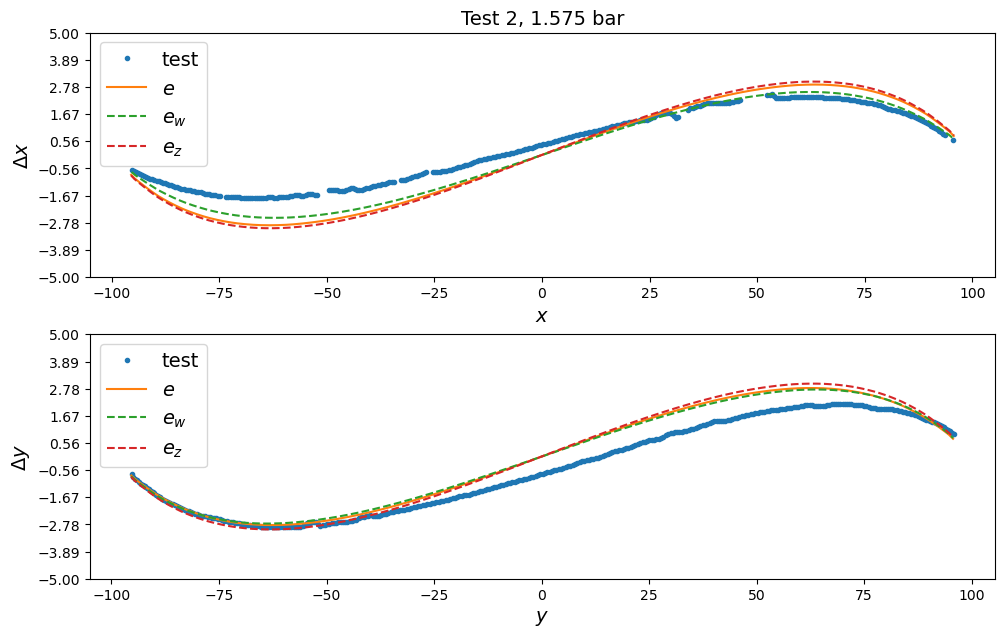 Test 2, 1.575 bar
5.00
3.89
2.78
1.67
0.56
−0.56
−1.67
−2.78
−3.89
−5.00
Δx
test
e
e_w
e_z
−100 −75 −50 −25 0 25 50 75 100
x
5.00
3.89
2.78
1.67
0.56
−0.56
−1.67
−2.78
−3.89
−5.00
Δy
test
e
e_w
e_z
−100 −75 −50 −25 0 25 50 75 100
y